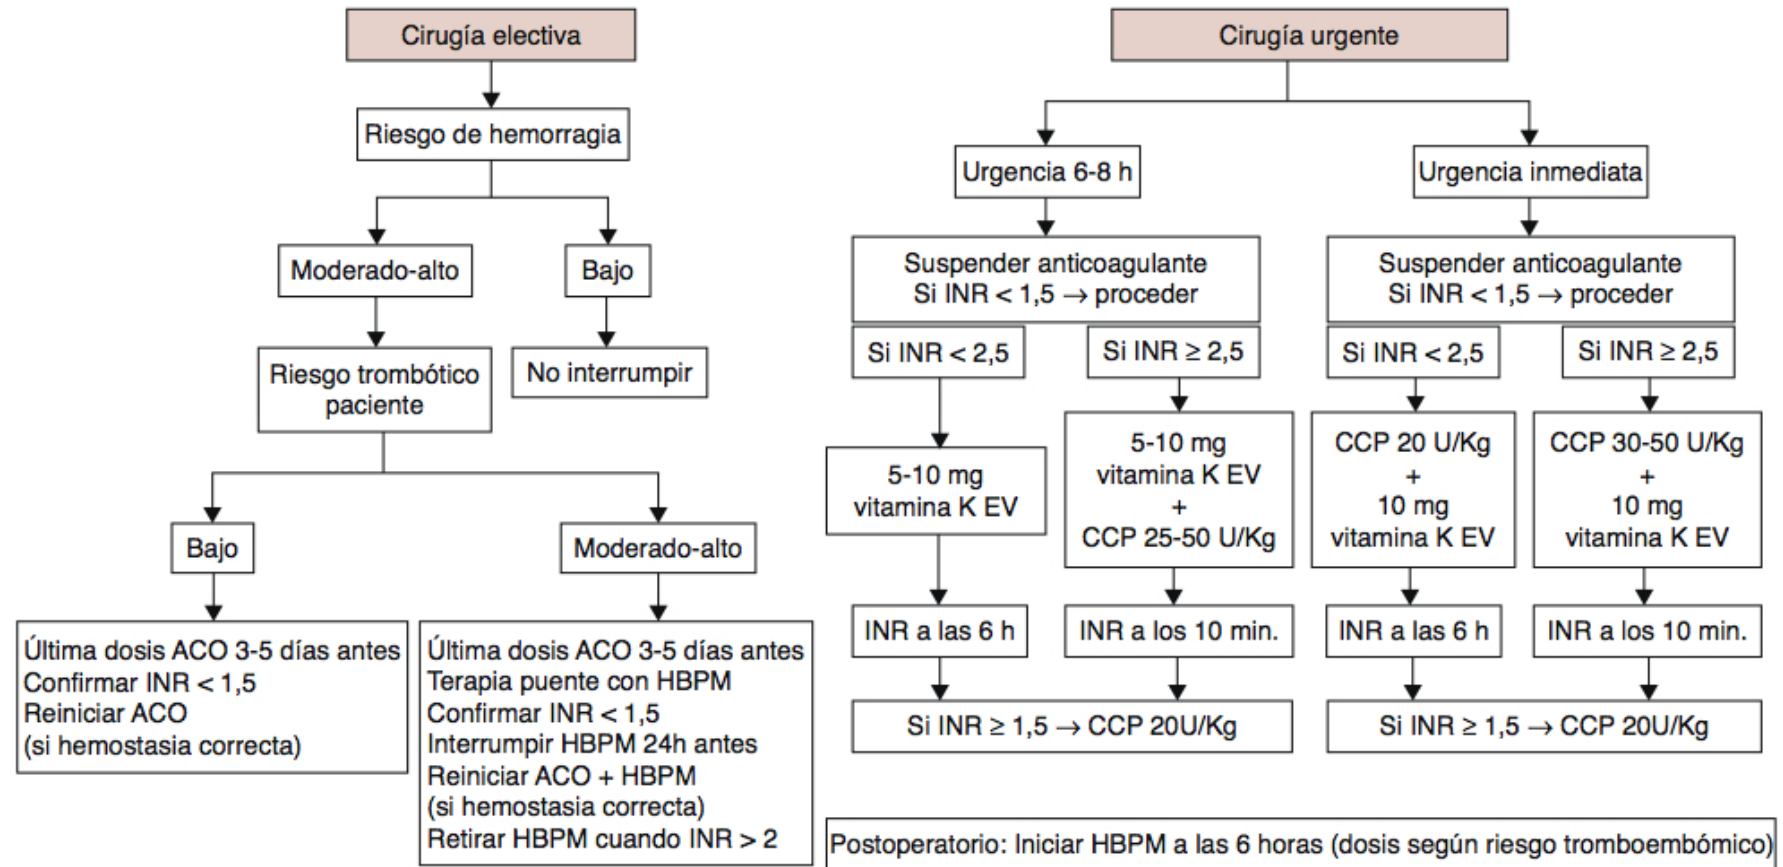 Cirugía electiva
Riesgo de hemorragia
Moderado-alto
Bajo
Riesgo trombótico
paciente
No interrumpir
Bajo
Moderado-alto
Última dosis ACO 3-5 días antes
Confirmar INR < 1,5
Reiniciar ACO
(si hemostasia correcta)
Última dosis ACO 3-5 días antes
Terapia puente con HBPM
Confirmar INR < 1,5
Interrumpir HBPM 24h antes
Reiniciar ACO + HBPM
(si hemostasia correcta)
Retirar HBPM cuando INR > 2
Cirugía urgente
Urgencia 6-8 h
Urgencia inmediata
Suspender anticoagulante
Si INR < 1,5 → proceder
Si INR < 2,5
Si INR ≥ 2,5
5-10 mg
vitamina K EV
5-10 mg
vitamina K EV
+
CCP 25-50 U/Kg
INR a las 6 h
INR a los 10 min.
Si INR ≥ 1,5 → CCP 20U/Kg
Suspender anticoagulante
Si INR < 1,5 → proceder
Si INR < 2,5
Si INR ≥ 2,5
CCP 20 U/Kg
+
10 mg
vitamina K EV
CCP 30-50 U/Kg
+
10 mg
vitamina K EV
INR a las 6 h
INR a los 10 min.
Si INR ≥ 1,5 → CCP 20U/Kg
Postoperatorio: Iniciar HBPM a las 6 horas (dosis según riesgo tromboembómico)